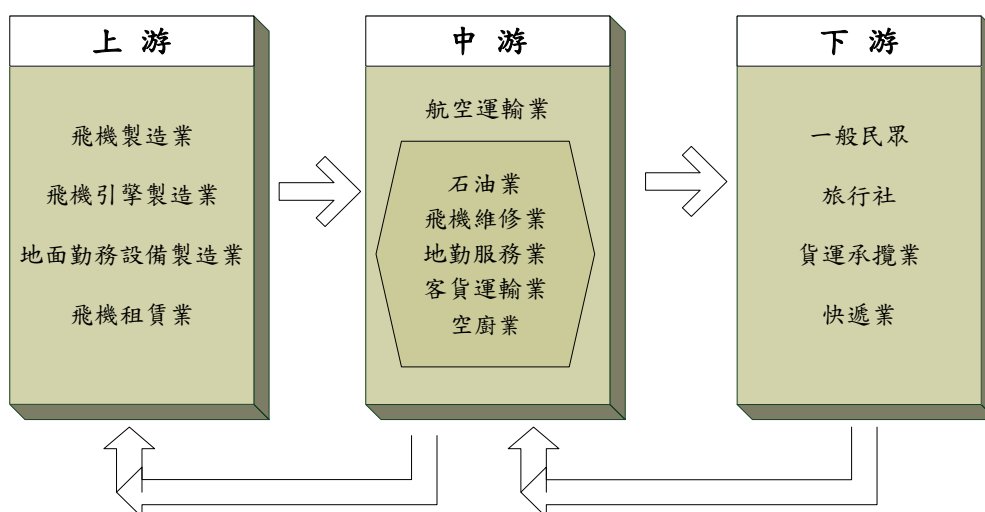 上游
飛機製造業
飛機引擎製造業
地面勤務設備製造業
飛機租賃業
中游
航空運輸業
石油業
飛機維修業
地勤服務業
客貨運輸業
空廚業
下游
一般民眾
旅行社
貨運承攬業
快遞業